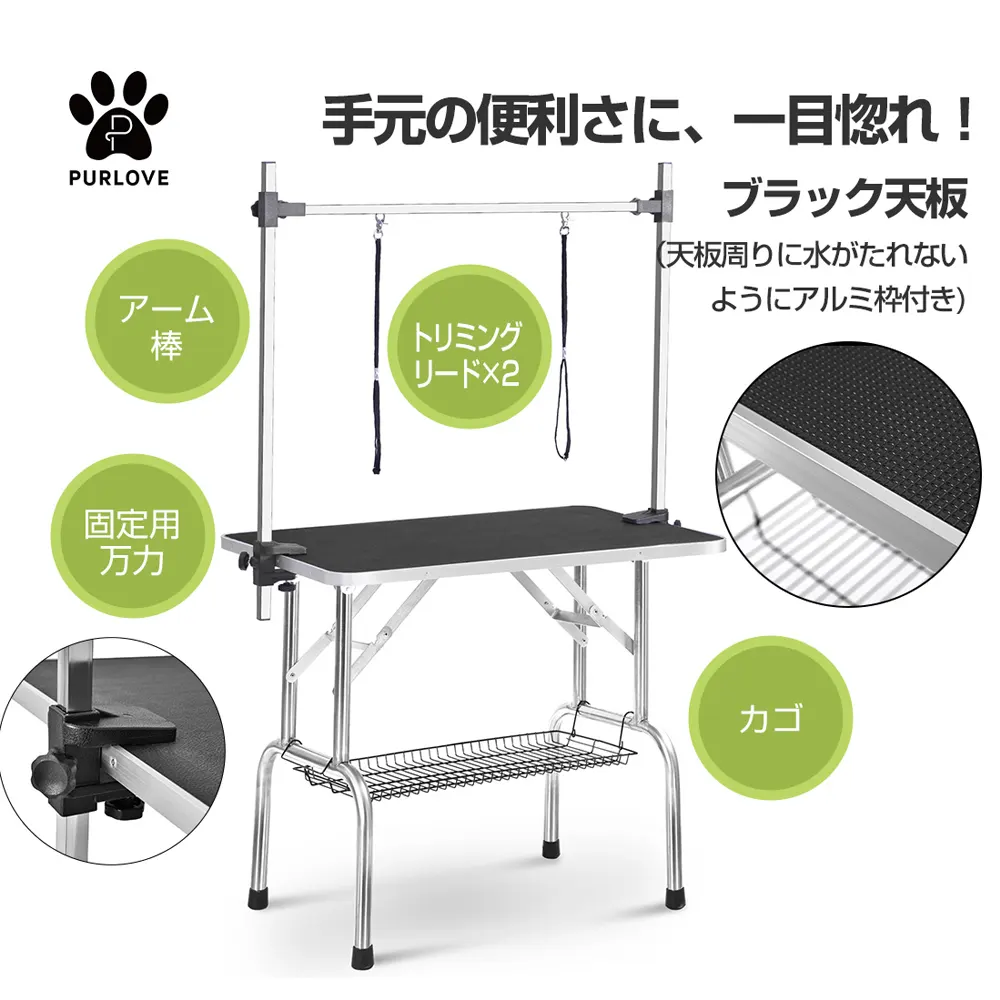 P
PURLOVE
手元の便利さに、一目惚れ！
ブラック天板
(天板周りに水がたれない
ようにアルミ枠付き)
アーム
棒
トリミング
リード×2
固定用
万力
カゴ